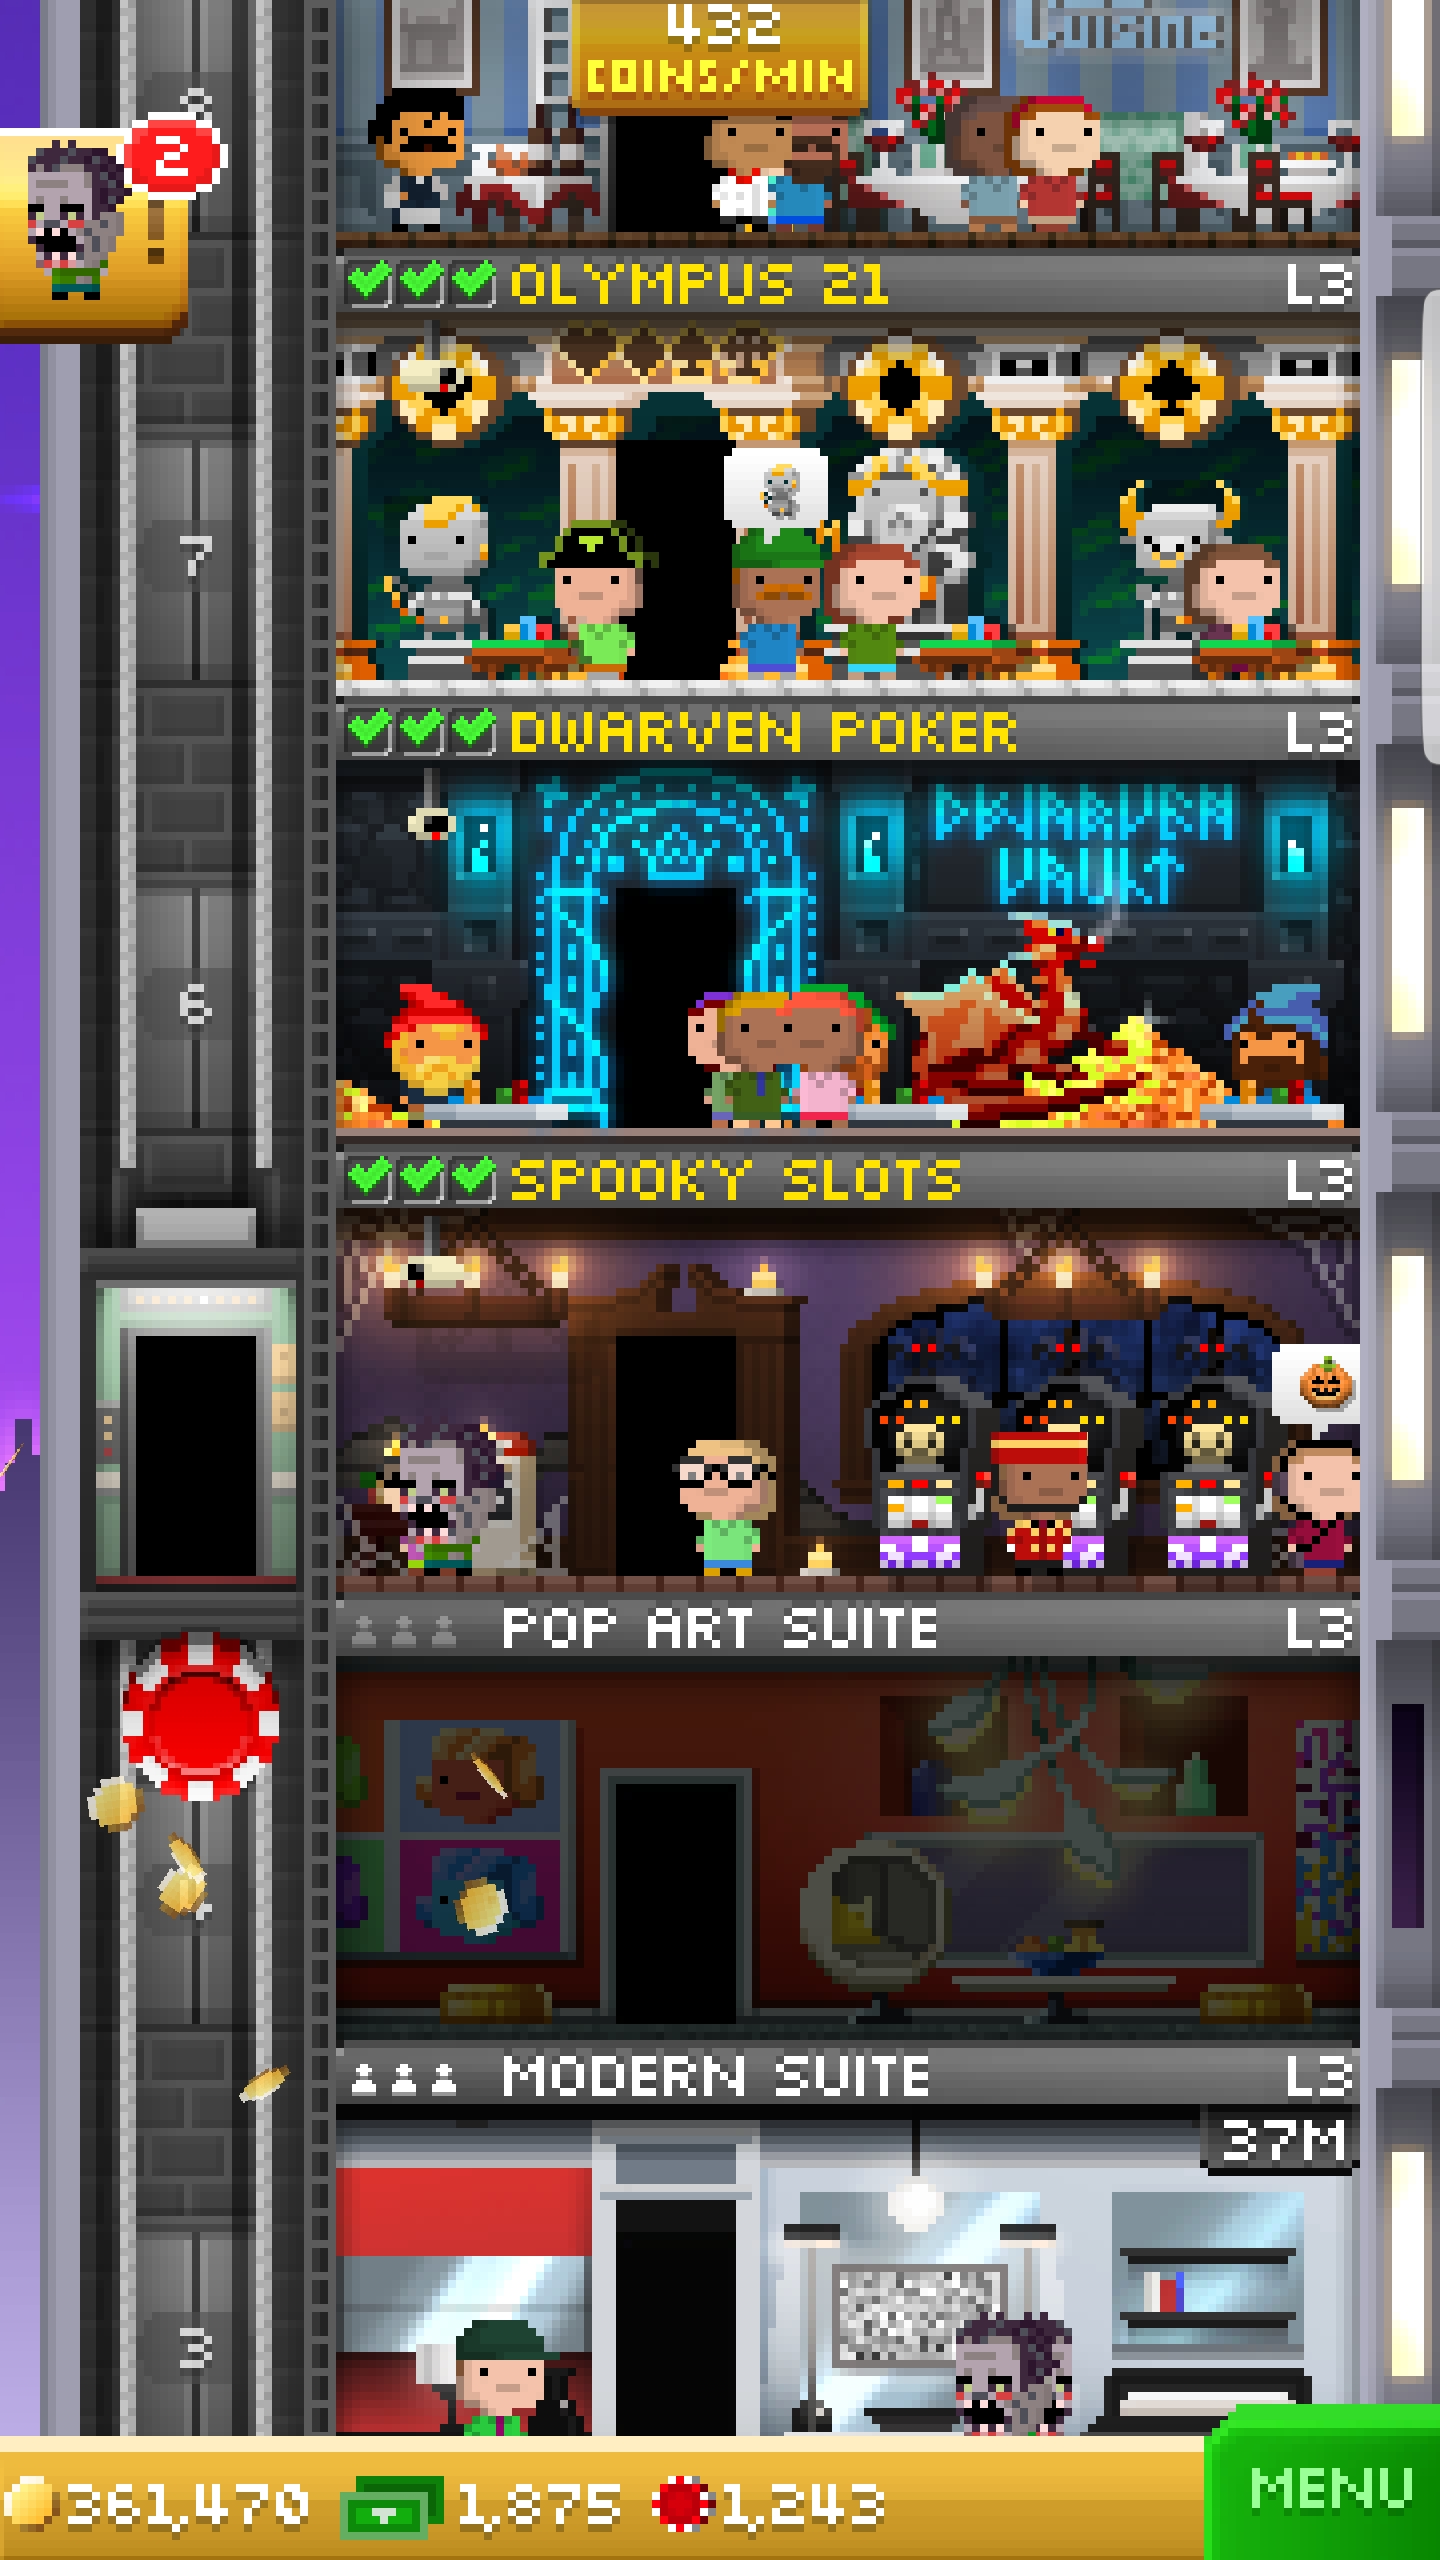 432
COINS/MIN
Cuisine
2
!
OLYMPUS 21 L3
7
DWARVEN POKER L3
DWARVEN
VAULT
6
SPOOKY SLOTS L3
POP ART SUITE L3
MODERN SUITE L3
37M
3
361,470 1,875 1,243
MENU